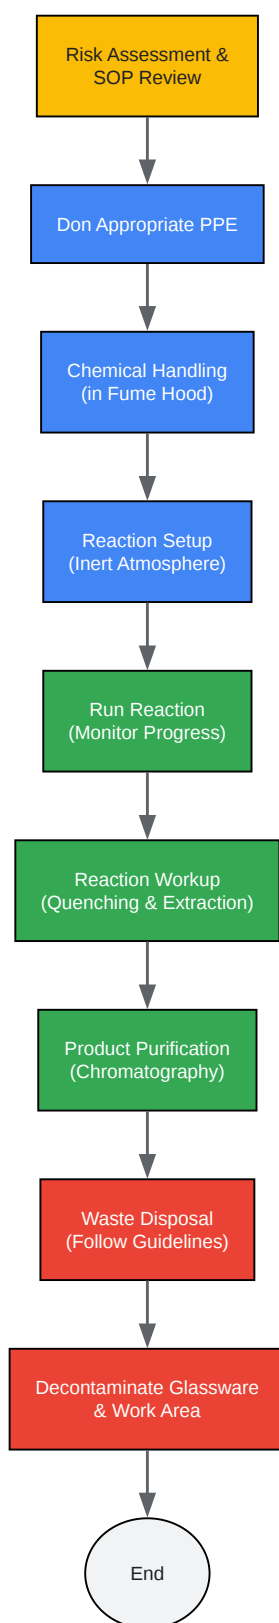 Risk Assessment &
SOP Review
Don Appropriate PPE
Chemical Handling
(in Fume Hood)
Reaction Setup
(Inert Atmosphere)
Run Reaction
(Monitor Progress)
Reaction Workup
(Quenching & Extraction)
Product Purification
(Chromatography)
Waste Disposal
(Follow Guidelines)
Decontaminate Glassware
& Work Area
End